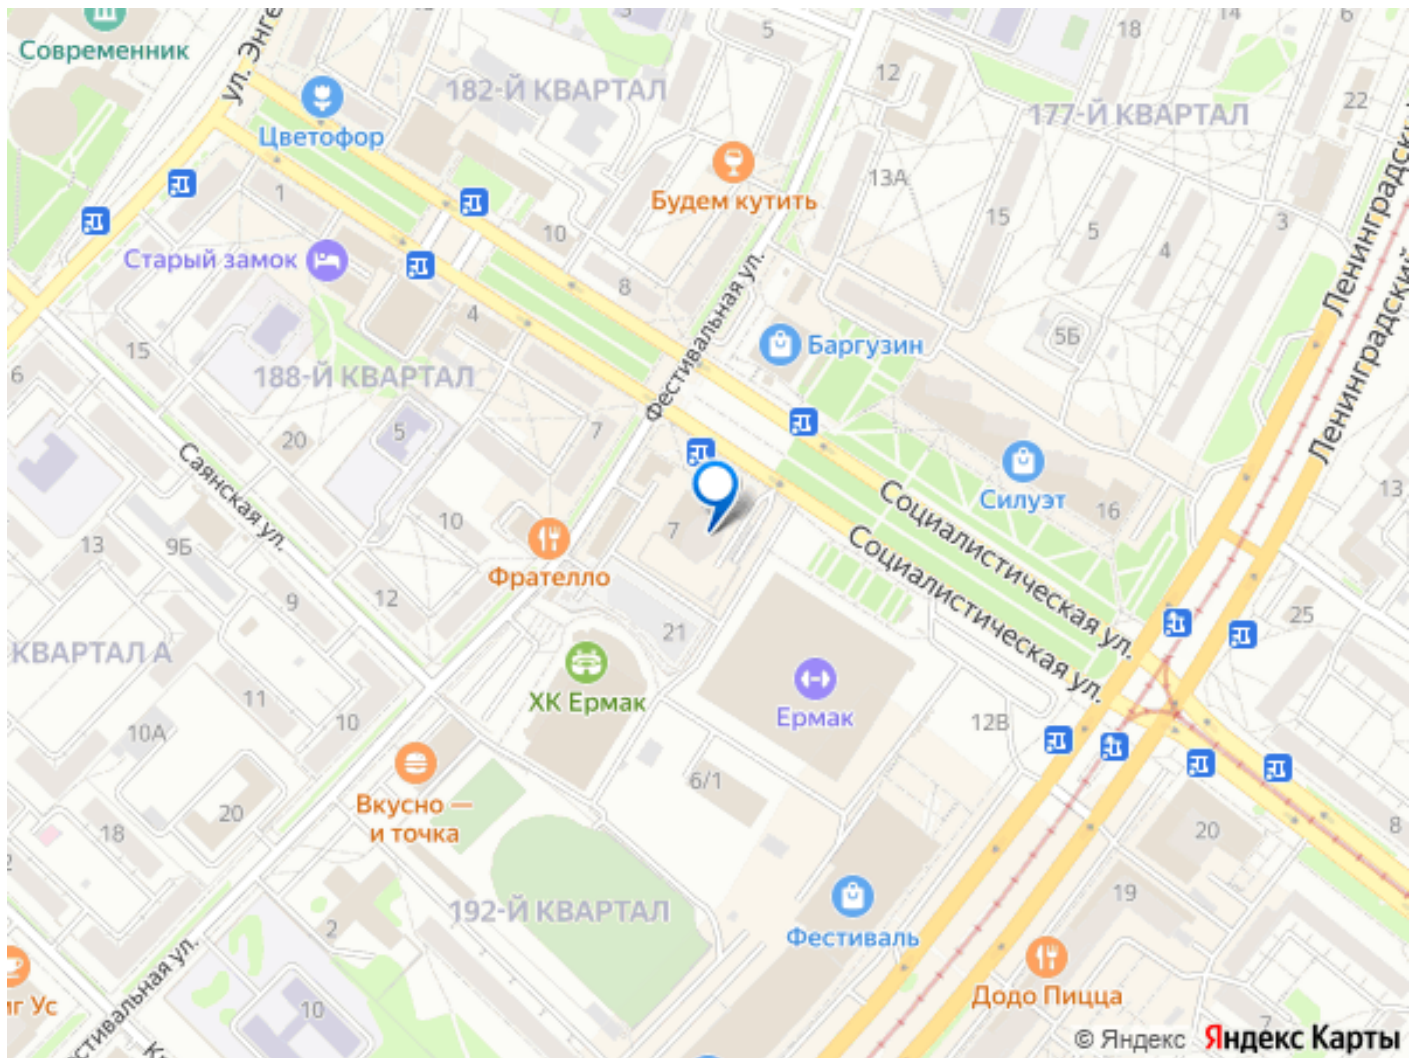 Современник
ул. Энге
5
18
14
6
182-Й КВАРТАЛ
12
177-Й КВАРТАЛ
22
Цветофор
Ленинградский
1
Будем кутить
13А
15
5
4
3
10
Старый замок
8
Фестивальная ул.
4
5Б
Ленинградский
15
Баргузин
6
188-Й КВАРТАЛ
20
5
7
Саянская ул.
Силуэт
16
13
Социалистическая ул.
10
7
13
9Б
Социалистическая ул.
Фрателло
9
12
21
25
КВАРТАЛ А
ХК Ермак
Ермак
11
10
10А
12В
6/1
Вкусно —
и точка
20
18
20
8
2
19
192-Й КВАРТАЛ
Фестиваль
Фестивальная ул.
иг Ус
10
Додо Пицца
7
© Яндекс Яндекс Карты